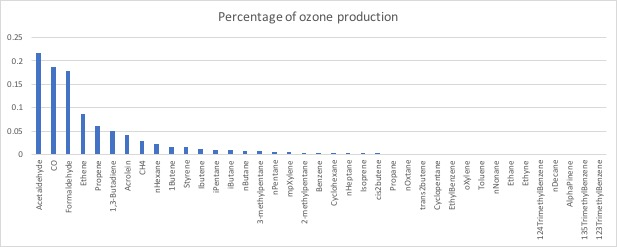 Percentage of ozone production
0.25
0.2
0.15
0.1
0.05
0
Acetaldehyde
CO
Formaldehyde
Ethene
Propene
1,3-Butadiene
Acrolein
CH4
nHexane
1Butene
Styrene
Ibutene
iPentane
iButane
nButane
3-methylpentane
nPentane
mpXylene
2-methylpentane
Benzene
Cyclohexane
nHeptane
Isoprene
cis2butene
Propane
nOxtane
trans2butene
Cyclopentane
EthylBenzene
oXylene
Toluene
nNonane
Ethane
Ethyne
124TrimethylBenzene
nDecane
AlphaPinene
135TrimethylBenzene
123TrimethylBenzene